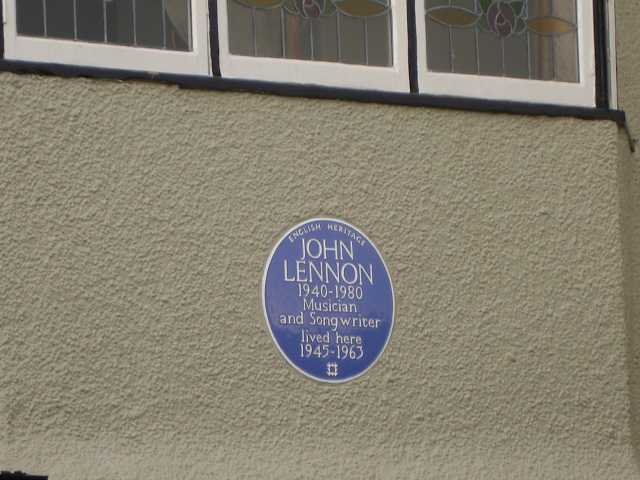 ENGLISH HERITAGE
JOHN
LENNON
1940-1980
Musician
and Songwriter
lived here
1945-1963